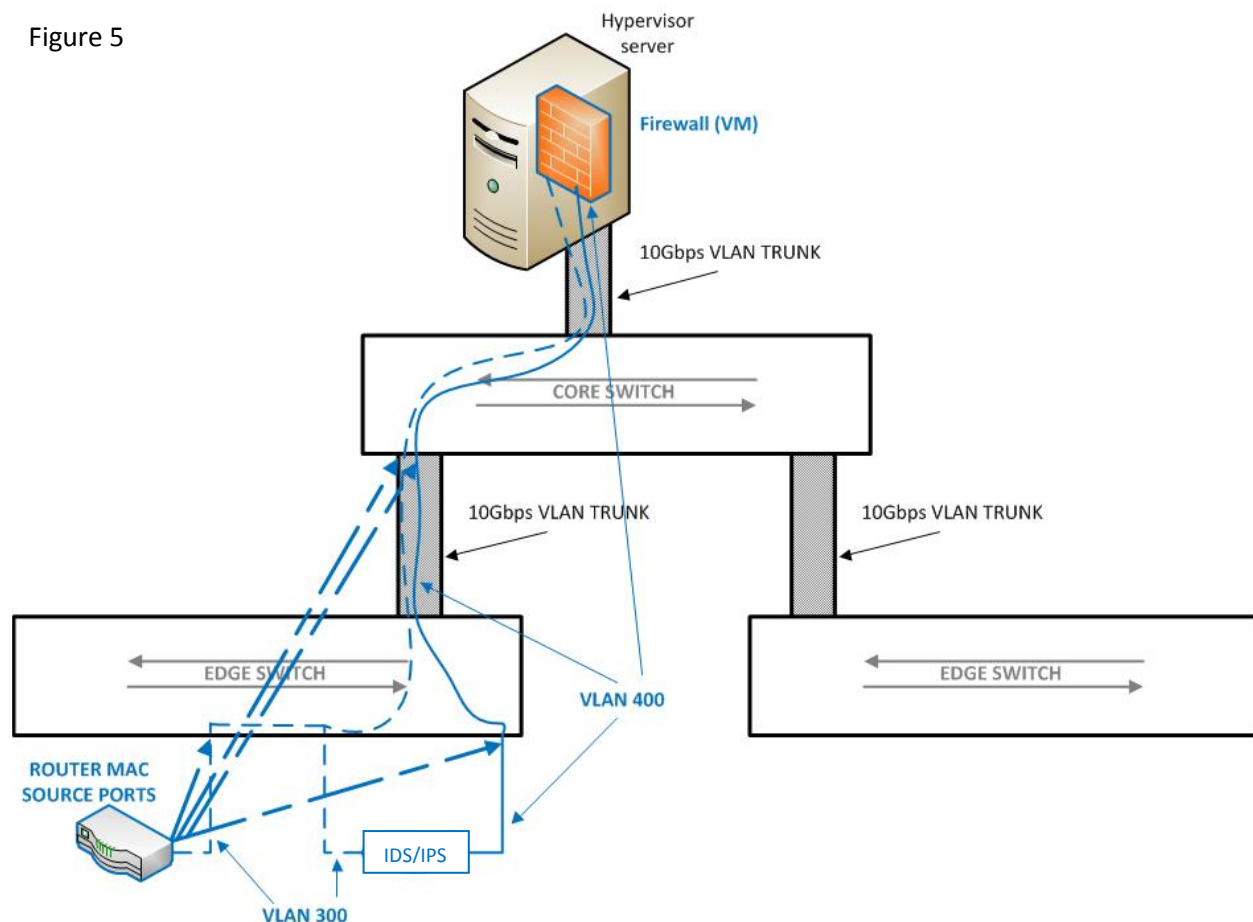 Figure 5
Hypervisor
server
Firewall (VM)
10Gbps VLAN TRUNK
CORE SWITCH
10Gbps VLAN TRUNK
10Gbps VLAN TRUNK
EDGE SWITCH
EDGE SWITCH
VLAN 400
ROUTER MAC
SOURCE PORTS
IDS/IPS
VLAN 300